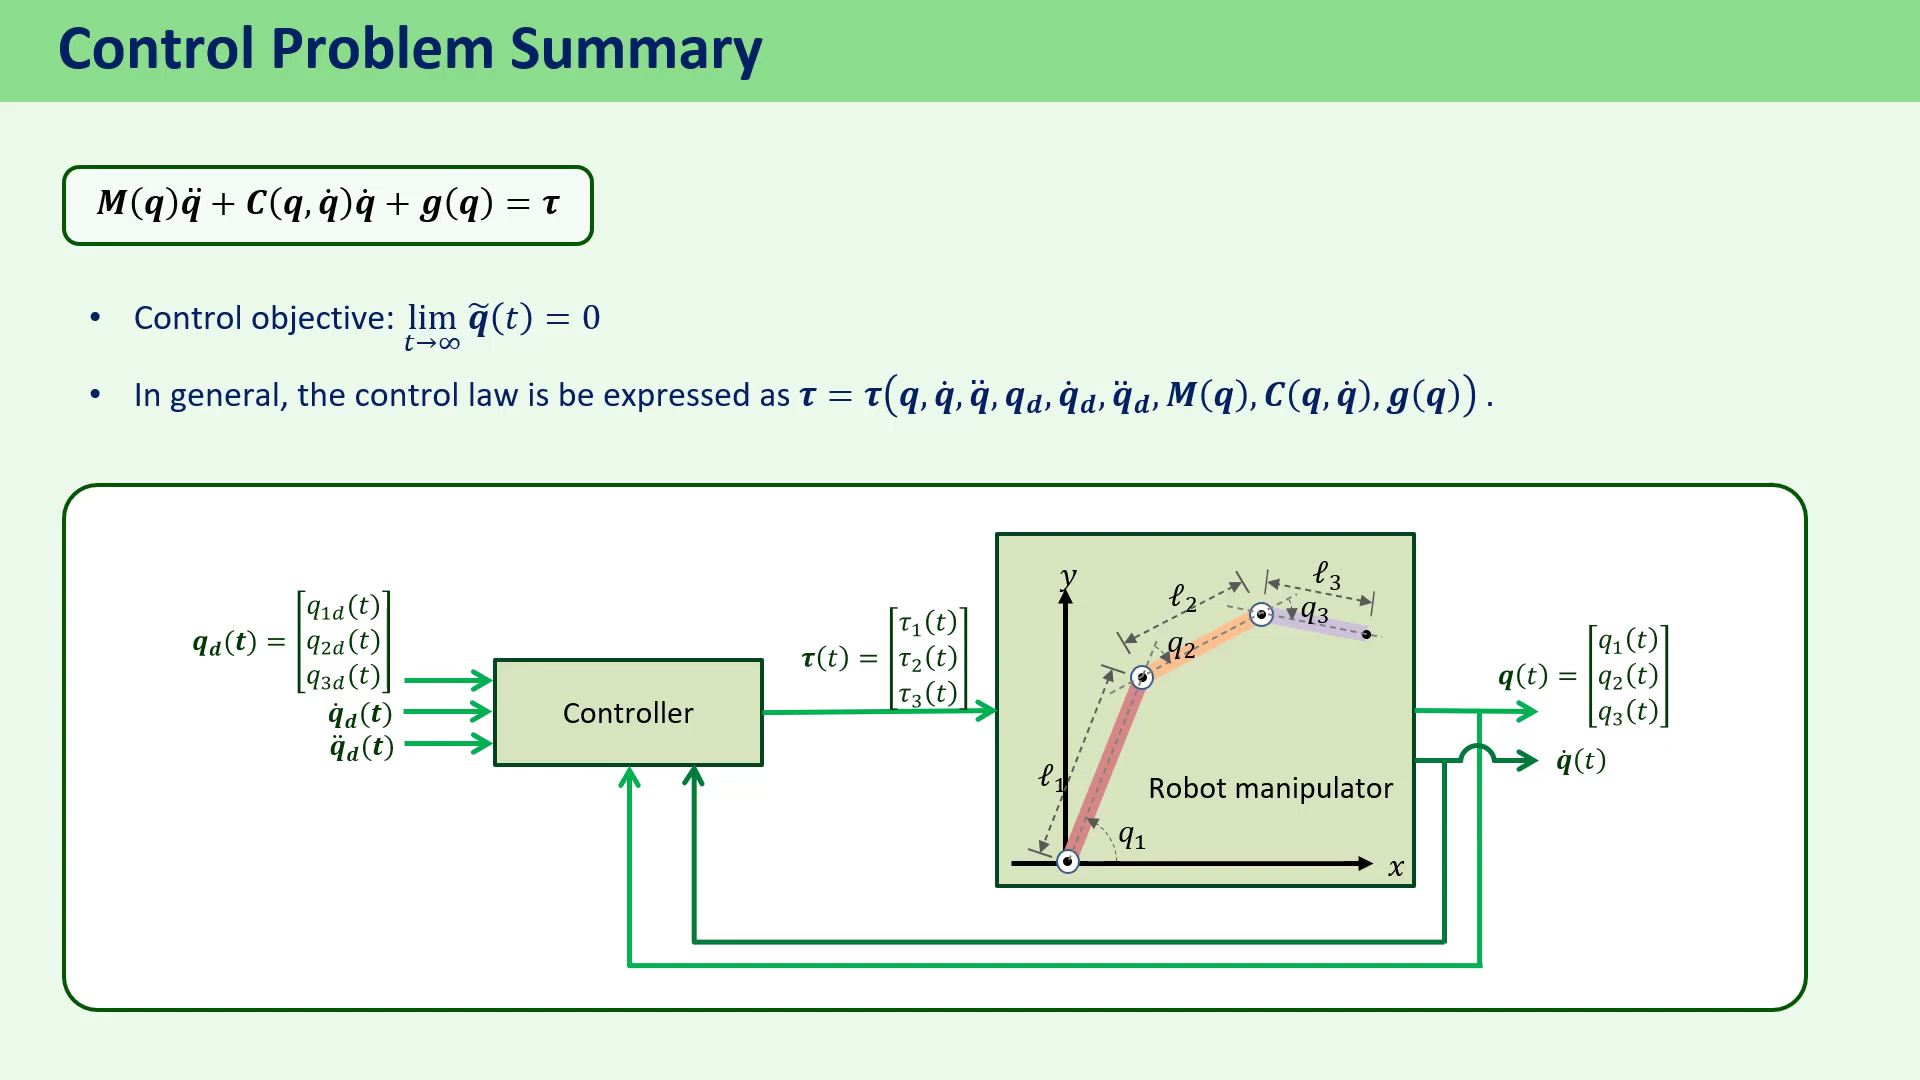 Control Problem Summary
M(q)q̈ + C(q, q̇)q̇ + g(q) = τ
• Control objective: lim t→∞ q̃(t) = 0
• In general, the control law is be expressed as τ = τ(q, q̇, q̈, q_d, q̇_d, q̈_d, M(q), C(q, q̇), g(q)) .
q_d(t) = [q_1d(t) q_2d(t) q_3d(t)]
q̇_d(t)
q̈_d(t)
Controller
τ(t) = [τ_1(t) τ_2(t) τ_3(t)]
y
ℓ_2
ℓ_3
q_3
q_2
ℓ_1
Robot manipulator
q_1
x
q(t) = [q_1(t) q_2(t) q_3(t)]
q̇(t)